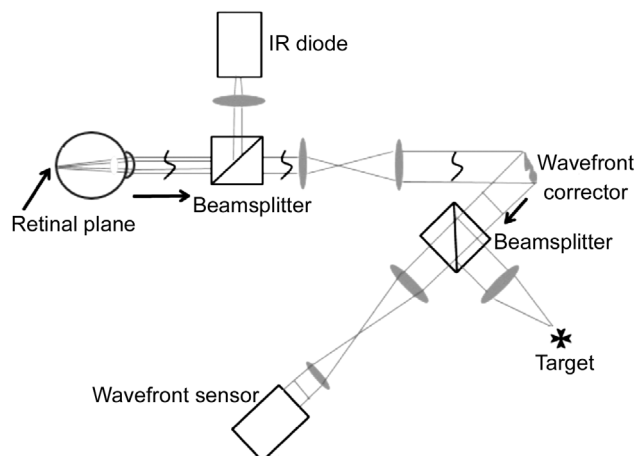 IR diode
Wavefront
corrector
Beamsplitter
Retinal plane
Beamsplitter
Target
Wavefront sensor